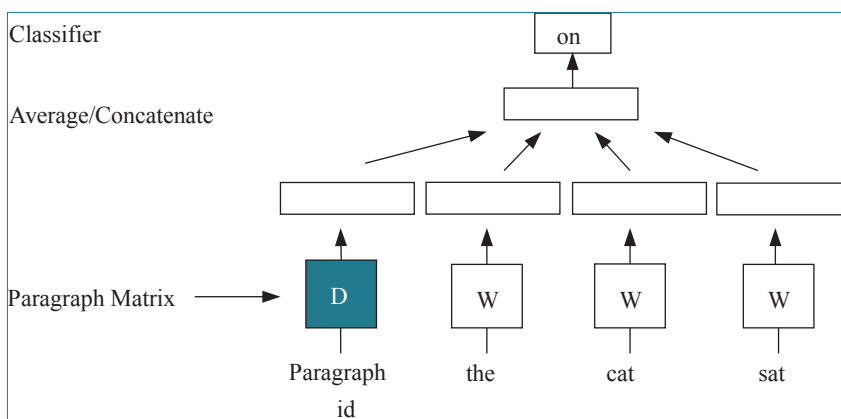 Classifier
on
Average/Concatenate
Paragraph Matrix
D
W
W
W
Paragraph
id
the
cat
sat